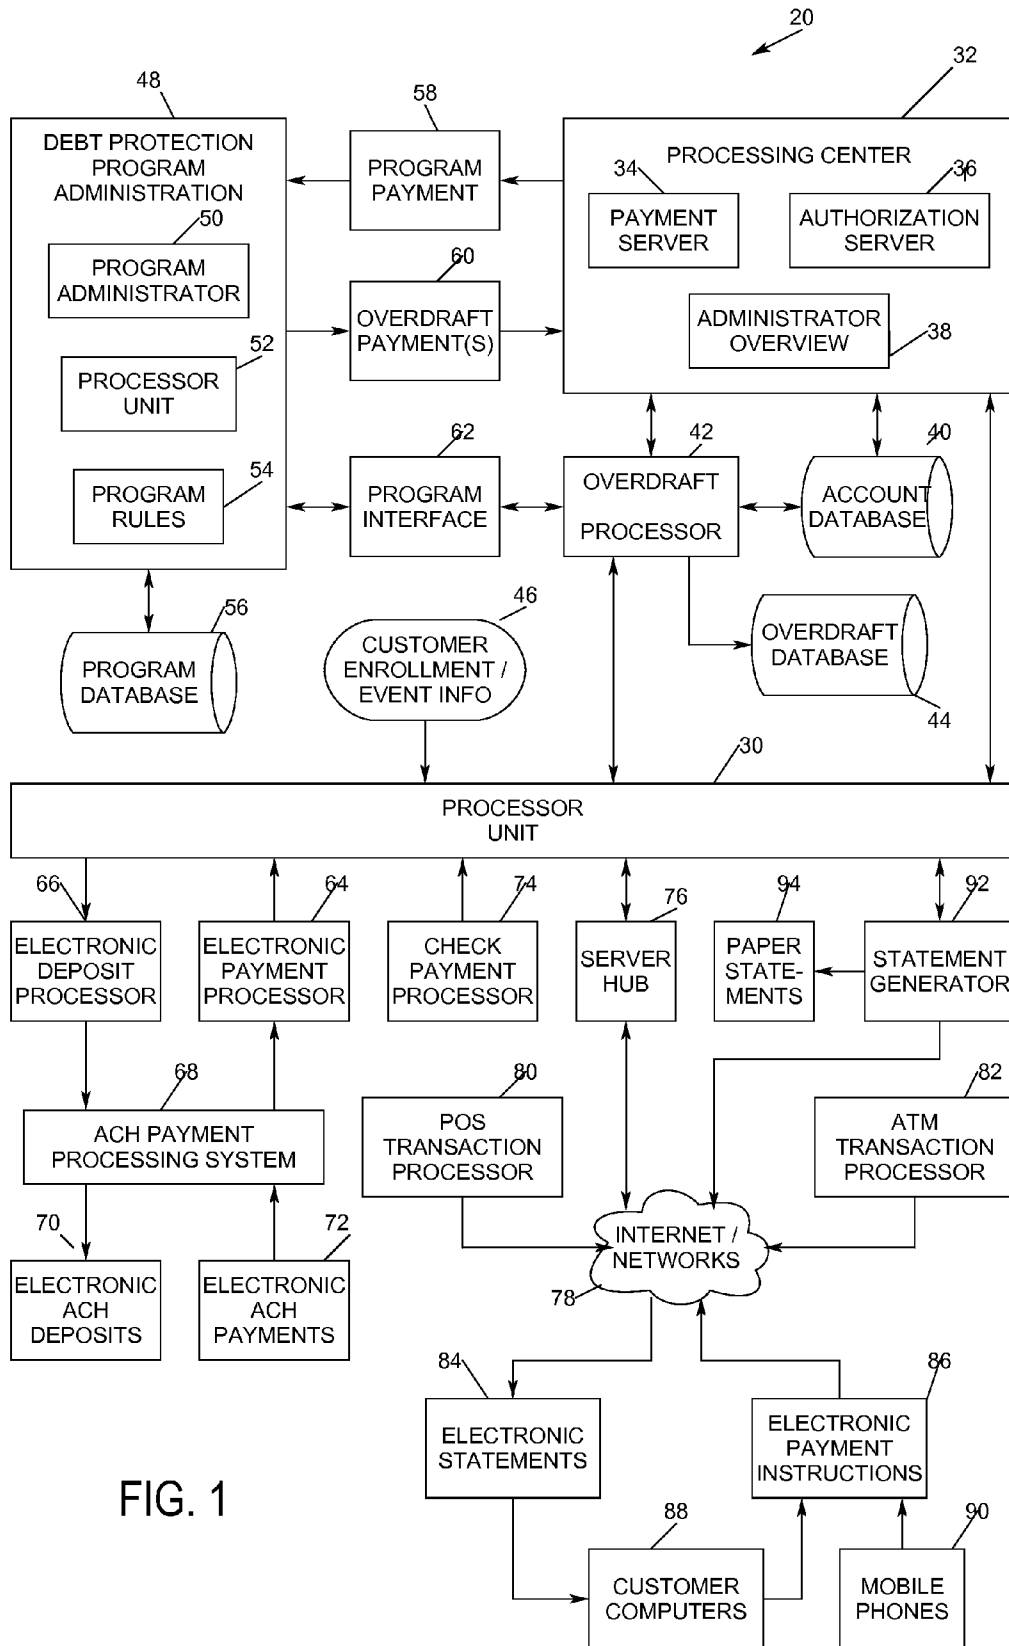 20
48
58
32
DEBT PROTECTION
PROGRAM
ADMINISTRATION
PROGRAM
PAYMENT
PROCESSING CENTER
34
36
PAYMENT
SERVER
AUTHORIZATION
SERVER
50
PROGRAM
ADMINISTRATOR
60
OVERDRAFT
PAYMENT(S)
ADMINISTRATOR
OVERVIEW
38
52
PROCESSOR
UNIT
62
42
40
54
PROGRAM
RULES
PROGRAM
INTERFACE
OVERDRAFT
PROCESSOR
ACCOUNT
DATABASE
56
46
PROGRAM
DATABASE
CUSTOMER
ENROLLMENT /
EVENT INFO
OVERDRAFT
DATABASE
44
30
PROCESSOR
UNIT
66
64
74
76
94
92
ELECTRONIC
DEPOSIT
PROCESSOR
ELECTRONIC
PAYMENT
PROCESSOR
CHECK
PAYMENT
PROCESSOR
SERVER
HUB
PAPER
STATE-
MENTS
STATEMENT
GENERATOR
68
80
82
ACH PAYMENT
PROCESSING SYSTEM
POS
TRANSACTION
PROCESSOR
ATM
TRANSACTION
PROCESSOR
70
72
INTERNET /
NETWORKS
78
ELECTRONIC
ACH
DEPOSITS
ELECTRONIC
ACH
PAYMENTS
84
86
ELECTRONIC
STATEMENTS
ELECTRONIC
PAYMENT
INSTRUCTIONS
FIG. 1
88
90
CUSTOMER
COMPUTERS
MOBILE
PHONES